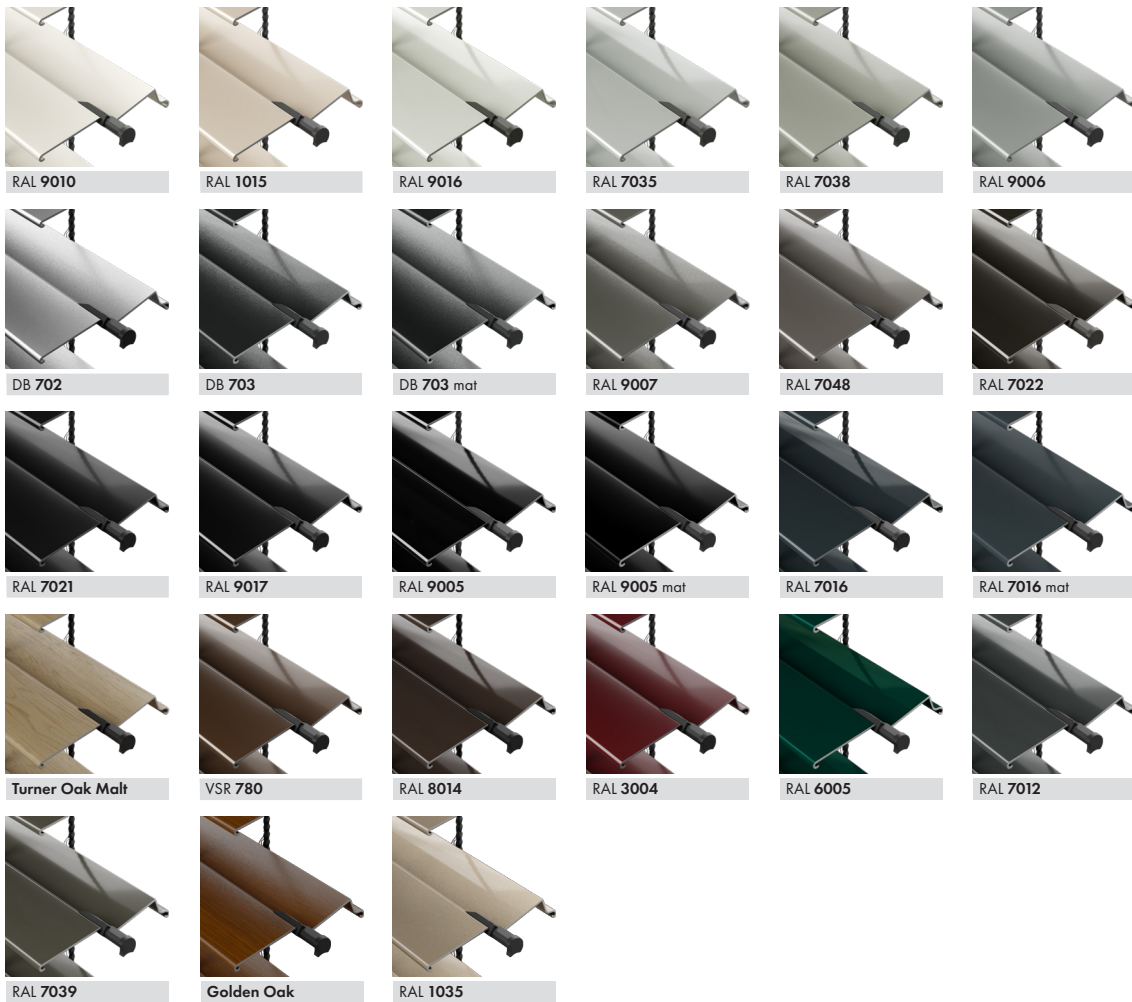 RAL 9010
RAL 1015
RAL 9016
RAL 7035
RAL 7038
RAL 9006
DB 702
DB 703
DB 703 mat
RAL 9007
RAL 7048
RAL 7022
RAL 7021
RAL 9017
RAL 9005
RAL 9005 mat
RAL 7016
RAL 7016 mat
Turner Oak Malt
VSR 780
RAL 8014
RAL 3004
RAL 6005
RAL 7012
RAL 7039
Golden Oak
RAL 1035